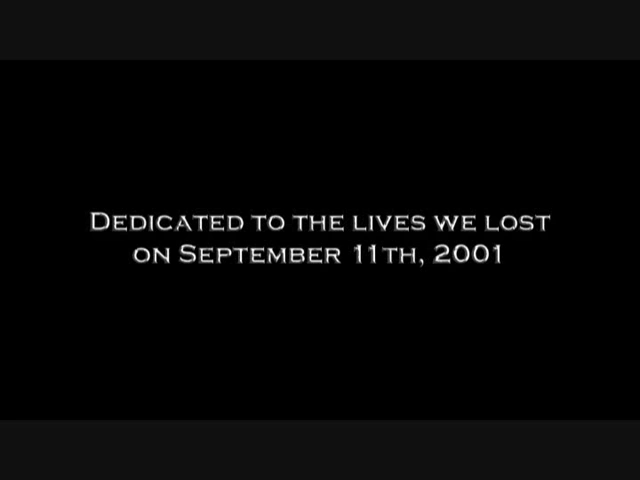 Dedicated to the lives we lost
on September 11th, 2001